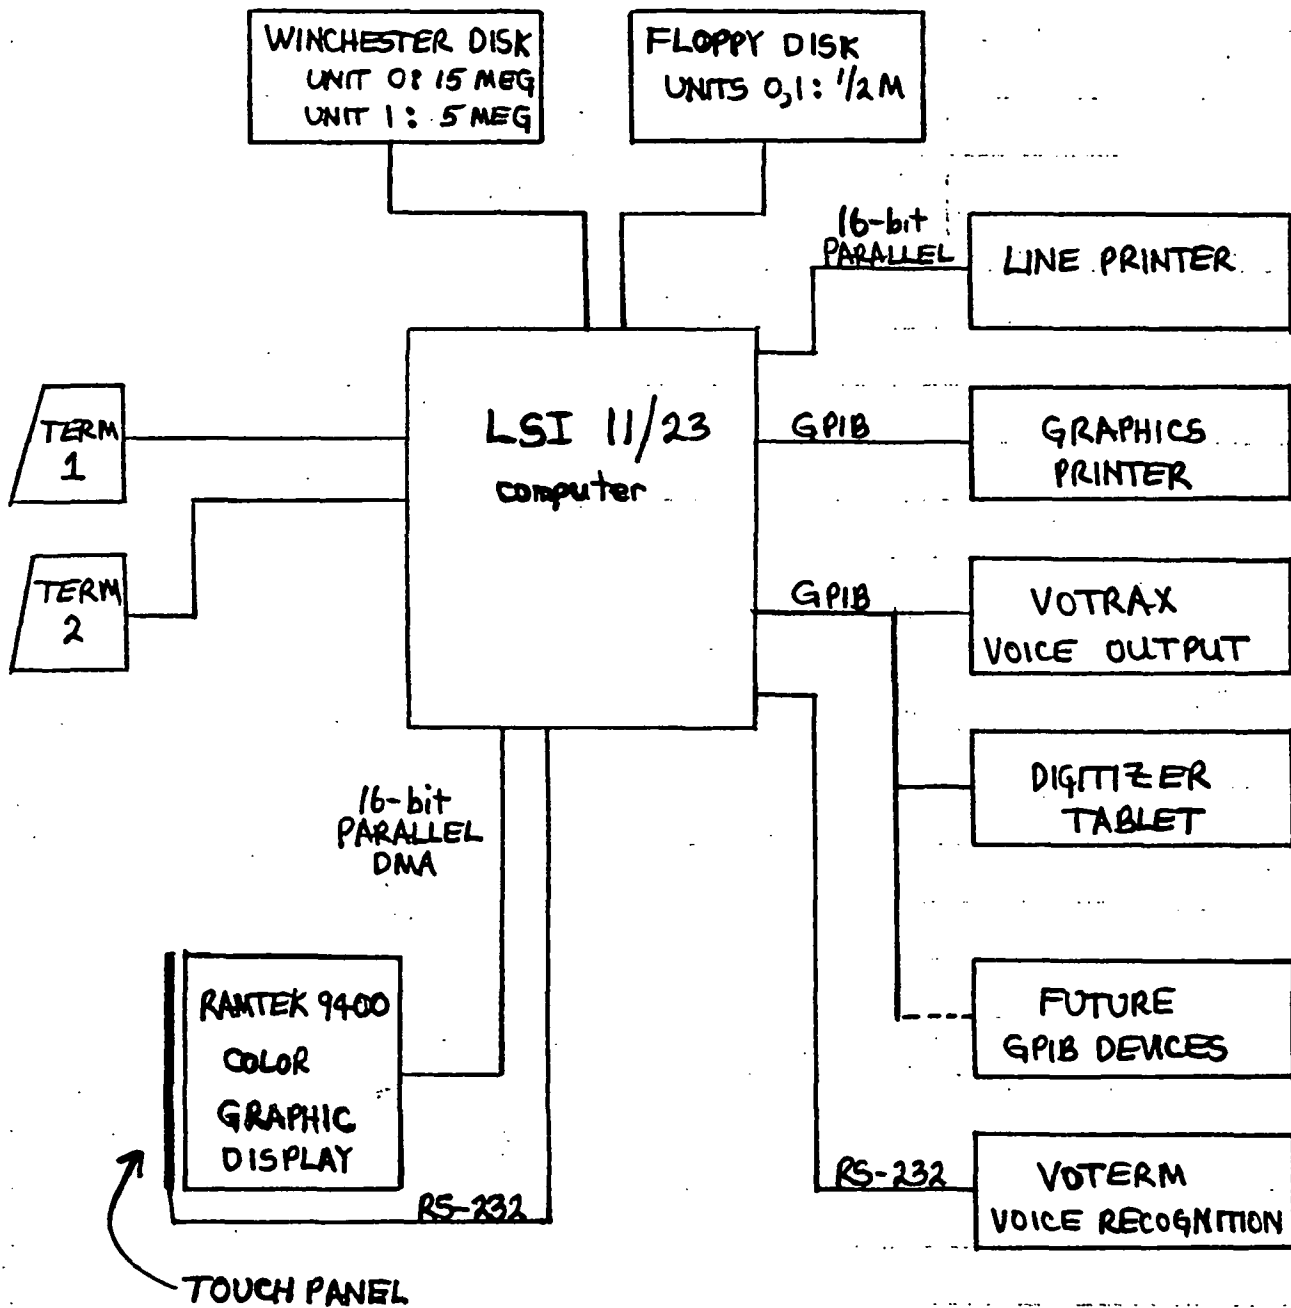 WINCHESTER DISK
UNIT 0: 15 MEG
UNIT 1: 5 MEG
FLOPPY DISK
UNITS 0,1: 1/2 M
16-bit
PARALLEL
LINE PRINTER
TERM
1
LSI 11/23
computer
GPIB
GRAPHICS
PRINTER
TERM
2
GPIB
VOTRAX
VOICE OUTPUT
DIGITIZER
TABLET
16-bit
PARALLEL
DMA
RAMTEK 9400
COLOR
GRAPHIC
DISPLAY
FUTURE
GPIB DEVICES
RS-232
RS-232
VOTERM
VOICE RECOGNITION
TOUCH PANEL